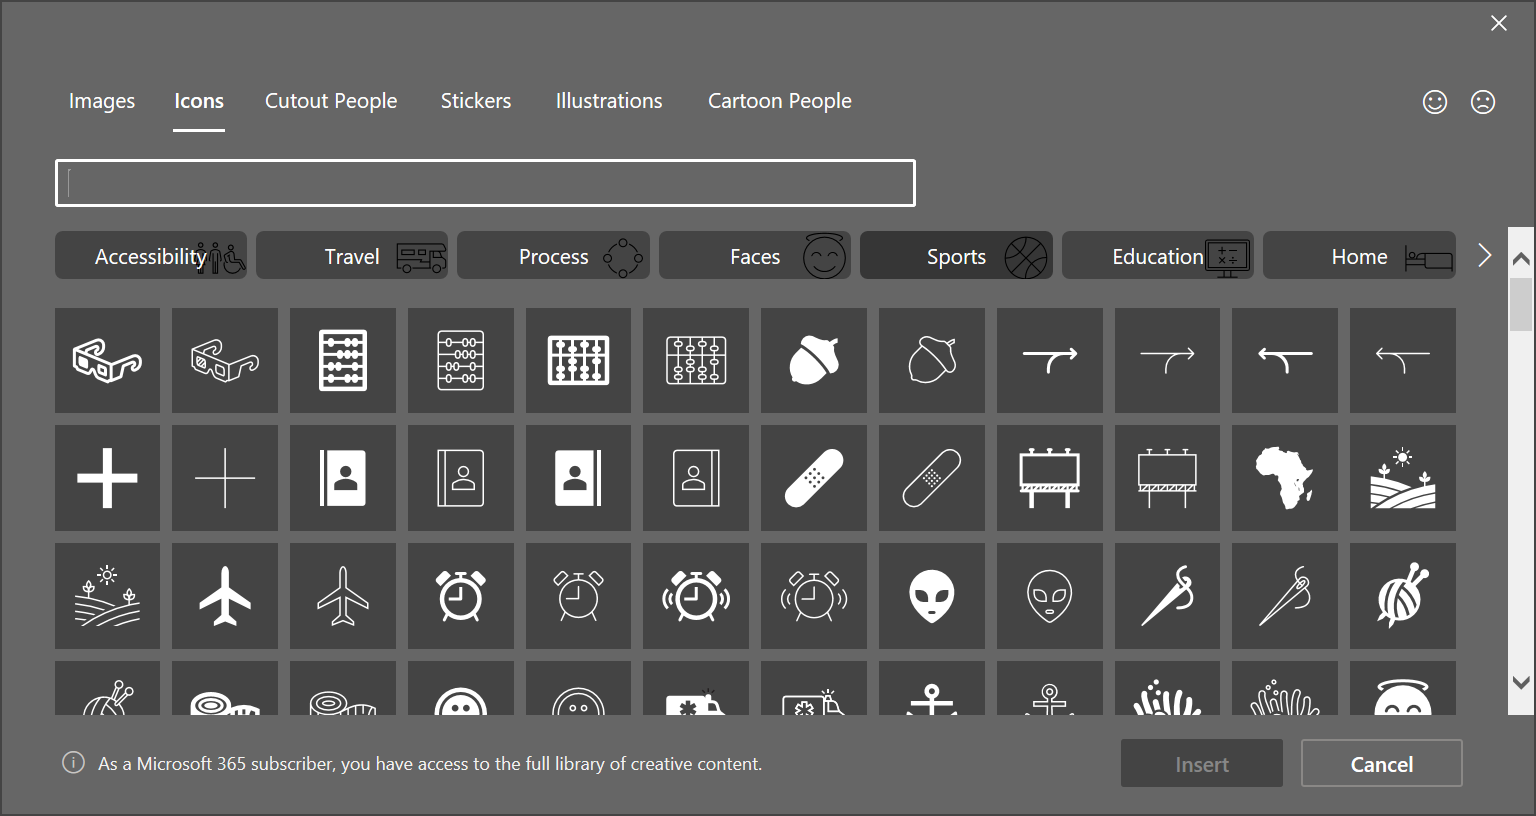 Images Icons Cutout People Stickers Illustrations Cartoon People
Accessibility Travel Process Faces Sports Education Home
As a Microsoft 365 subscriber, you have access to the full library of creative content.
Insert Cancel